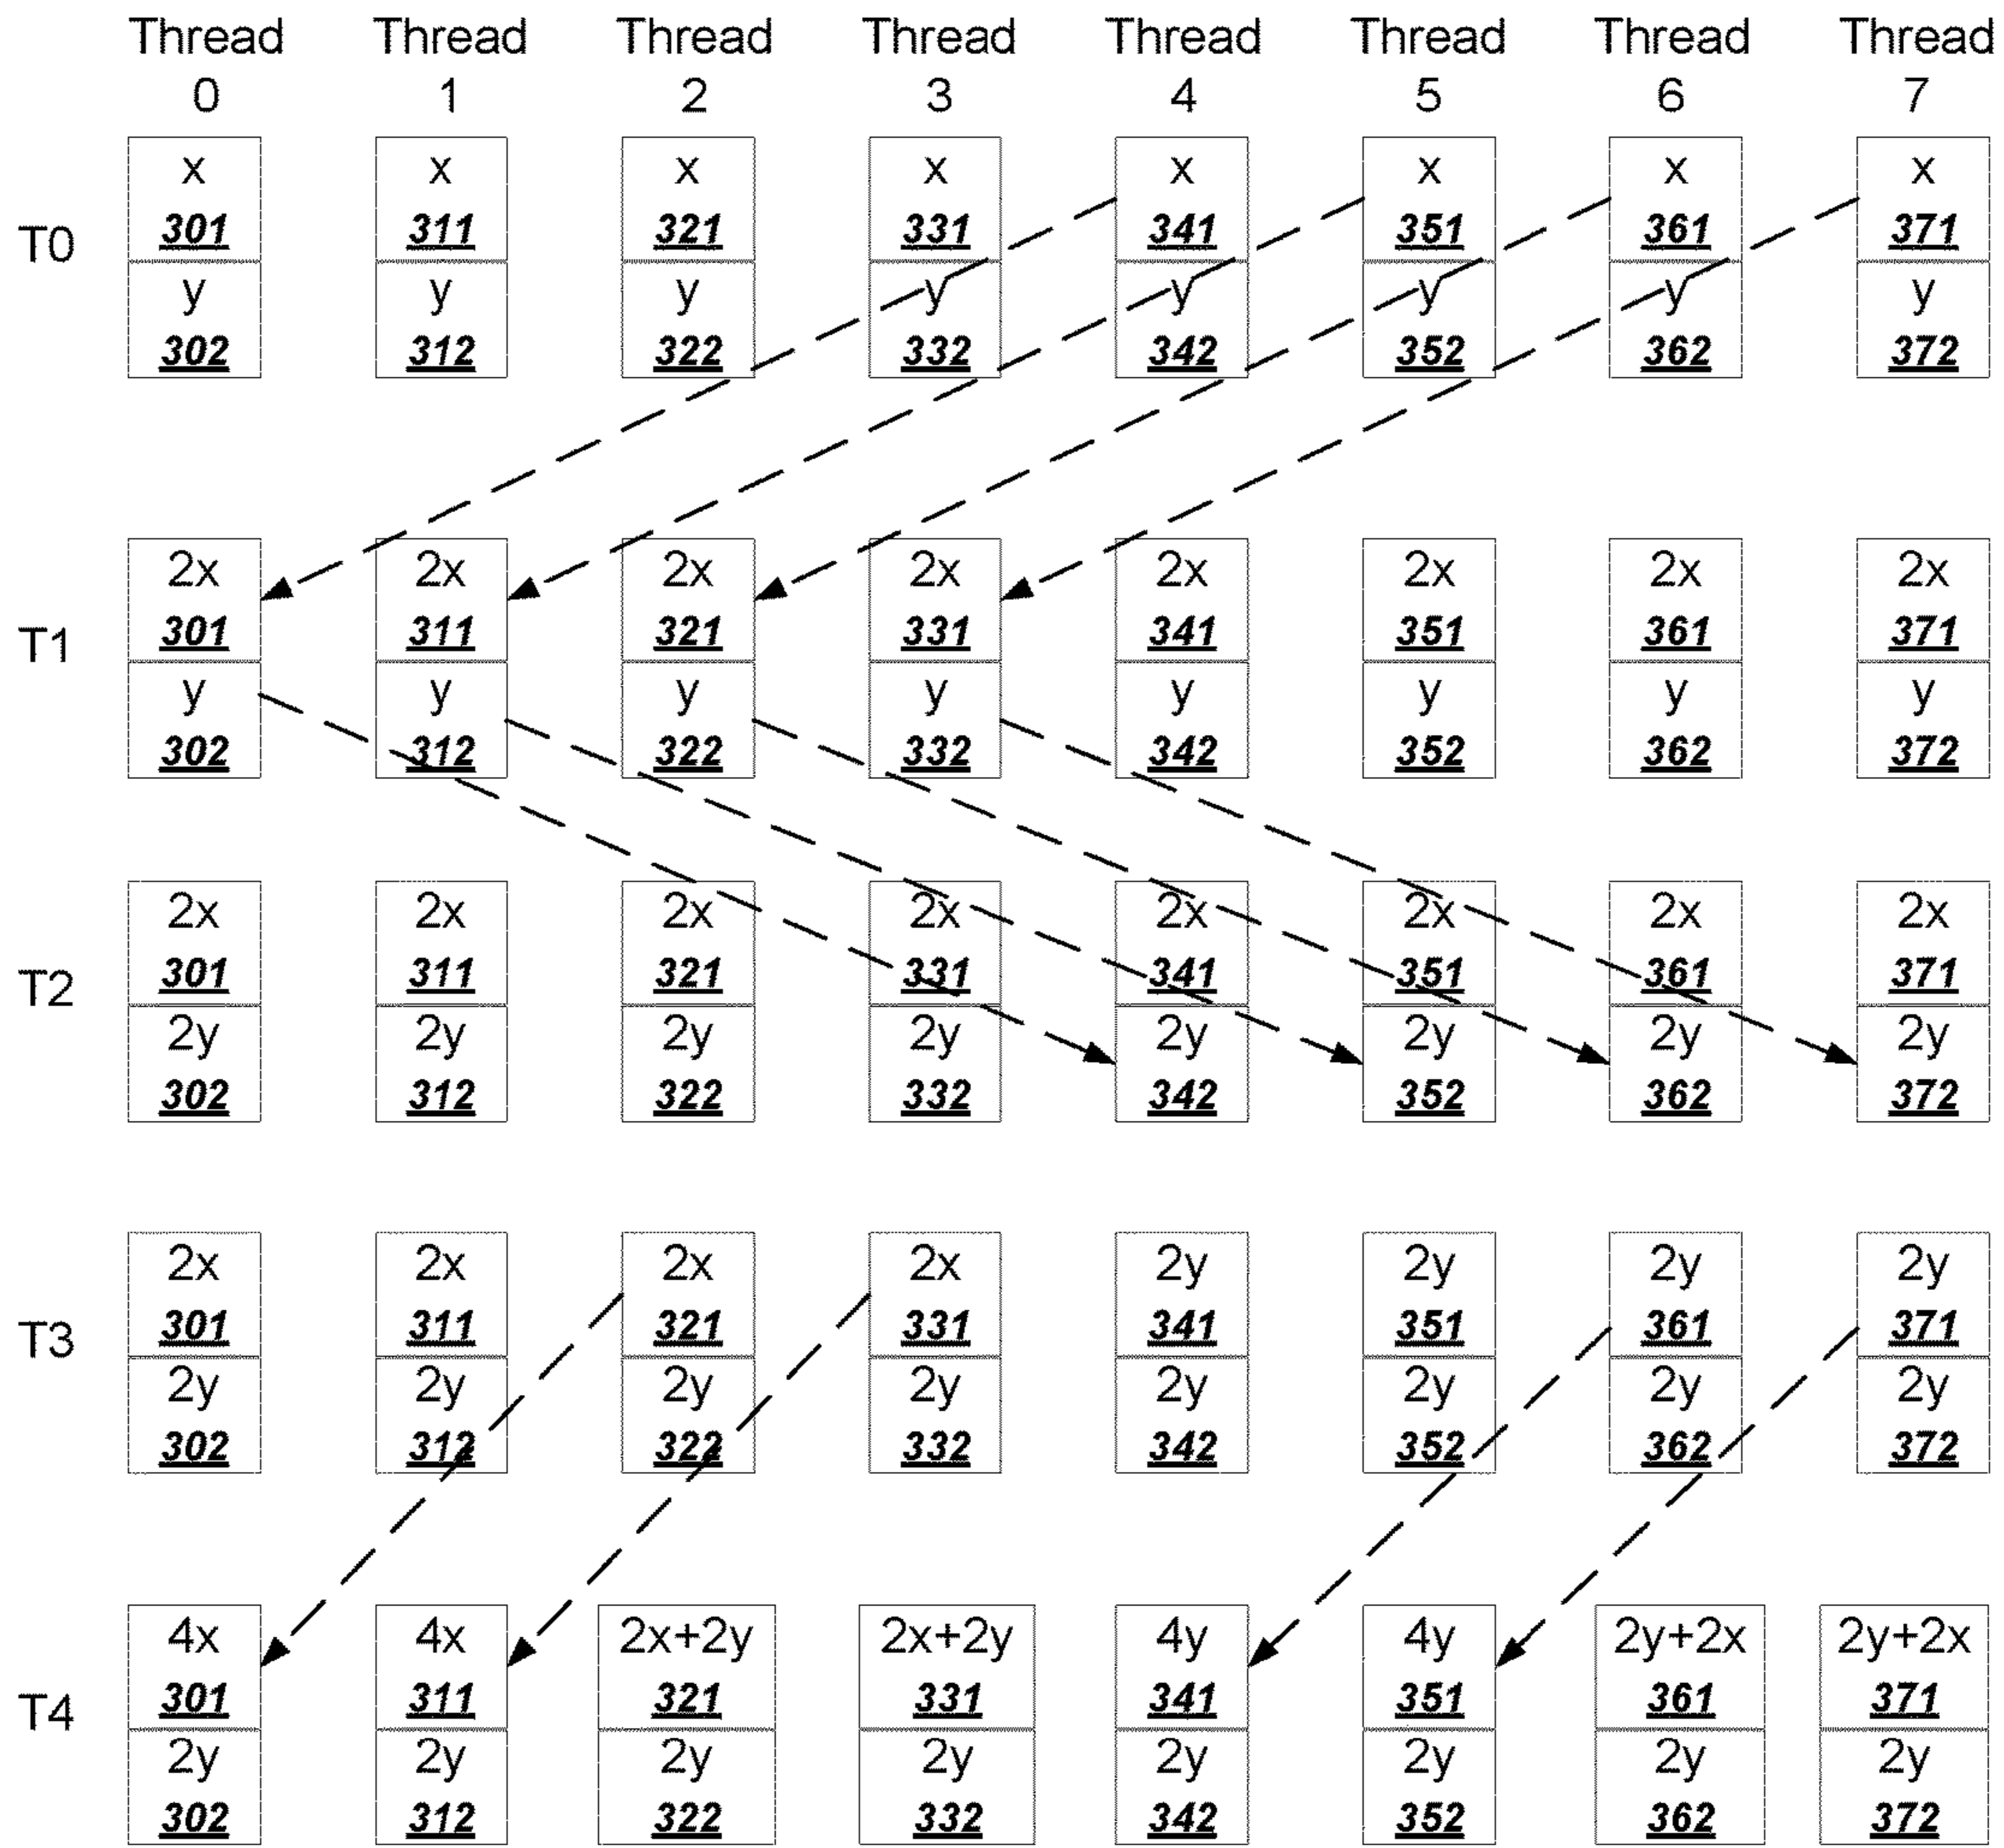 Thread Thread Thread Thread Thread Thread Thread Thread
0 1 2 3 4 5 6 7
x x x x x x x x
T0
301 311 321 331 341 351 361 371
y y y y y y y y
302 312 322 332 342 352 362 372
2x 2x 2x 2x 2x 2x 2x 2x
T1
301 311 321 331 341 351 361 371
y y y y y y y y
302 312 322 332 342 352 362 372
2x 2x 2x 2x 2x 2x 2x 2x
T2
301 311 321 331 341 351 361 371
2y 2y 2y 2y 2y 2y 2y 2y
302 312 322 332 342 352 362 372
2x 2x 2x 2x 2y 2y 2y 2y
T3
301 311 321 331 341 351 361 371
2y 2y 2y 2y 2y 2y 2y 2y
302 312 322 332 342 352 362 372
4x 4x 2x+2y 2x+2y 4y 4y 2y+2x 2y+2x
T4
301 311 321 331 341 351 361 371
2y 2y 2y 2y 2y 2y 2y 2y
302 312 322 332 342 352 362 372